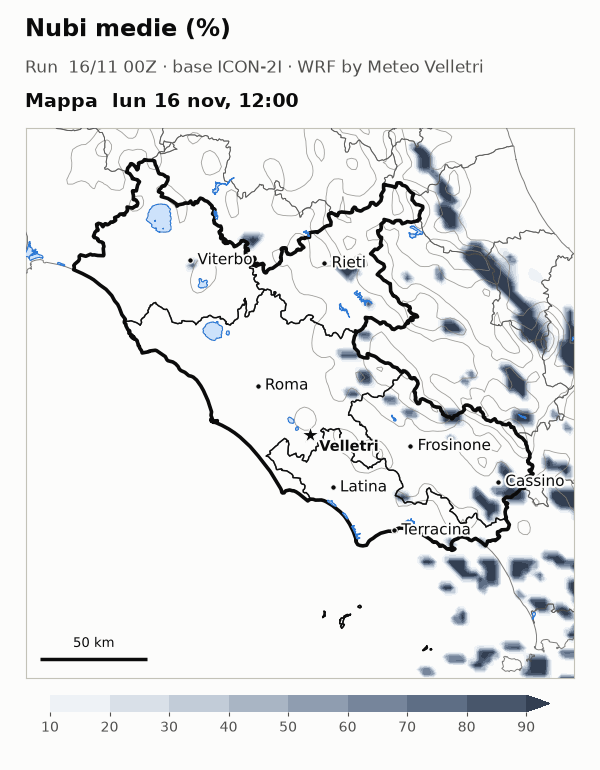 Nubi medie (%)
Run 16/11 00Z · base ICON-2I · WRF by Meteo Velletri
Mappa lun 16 nov, 12:00
Viterbo
Rieti
Roma
Velletri
Frosinone
Cassino
Latina
Terracina
50 km
10 20 30 40 50 60 70 80 90